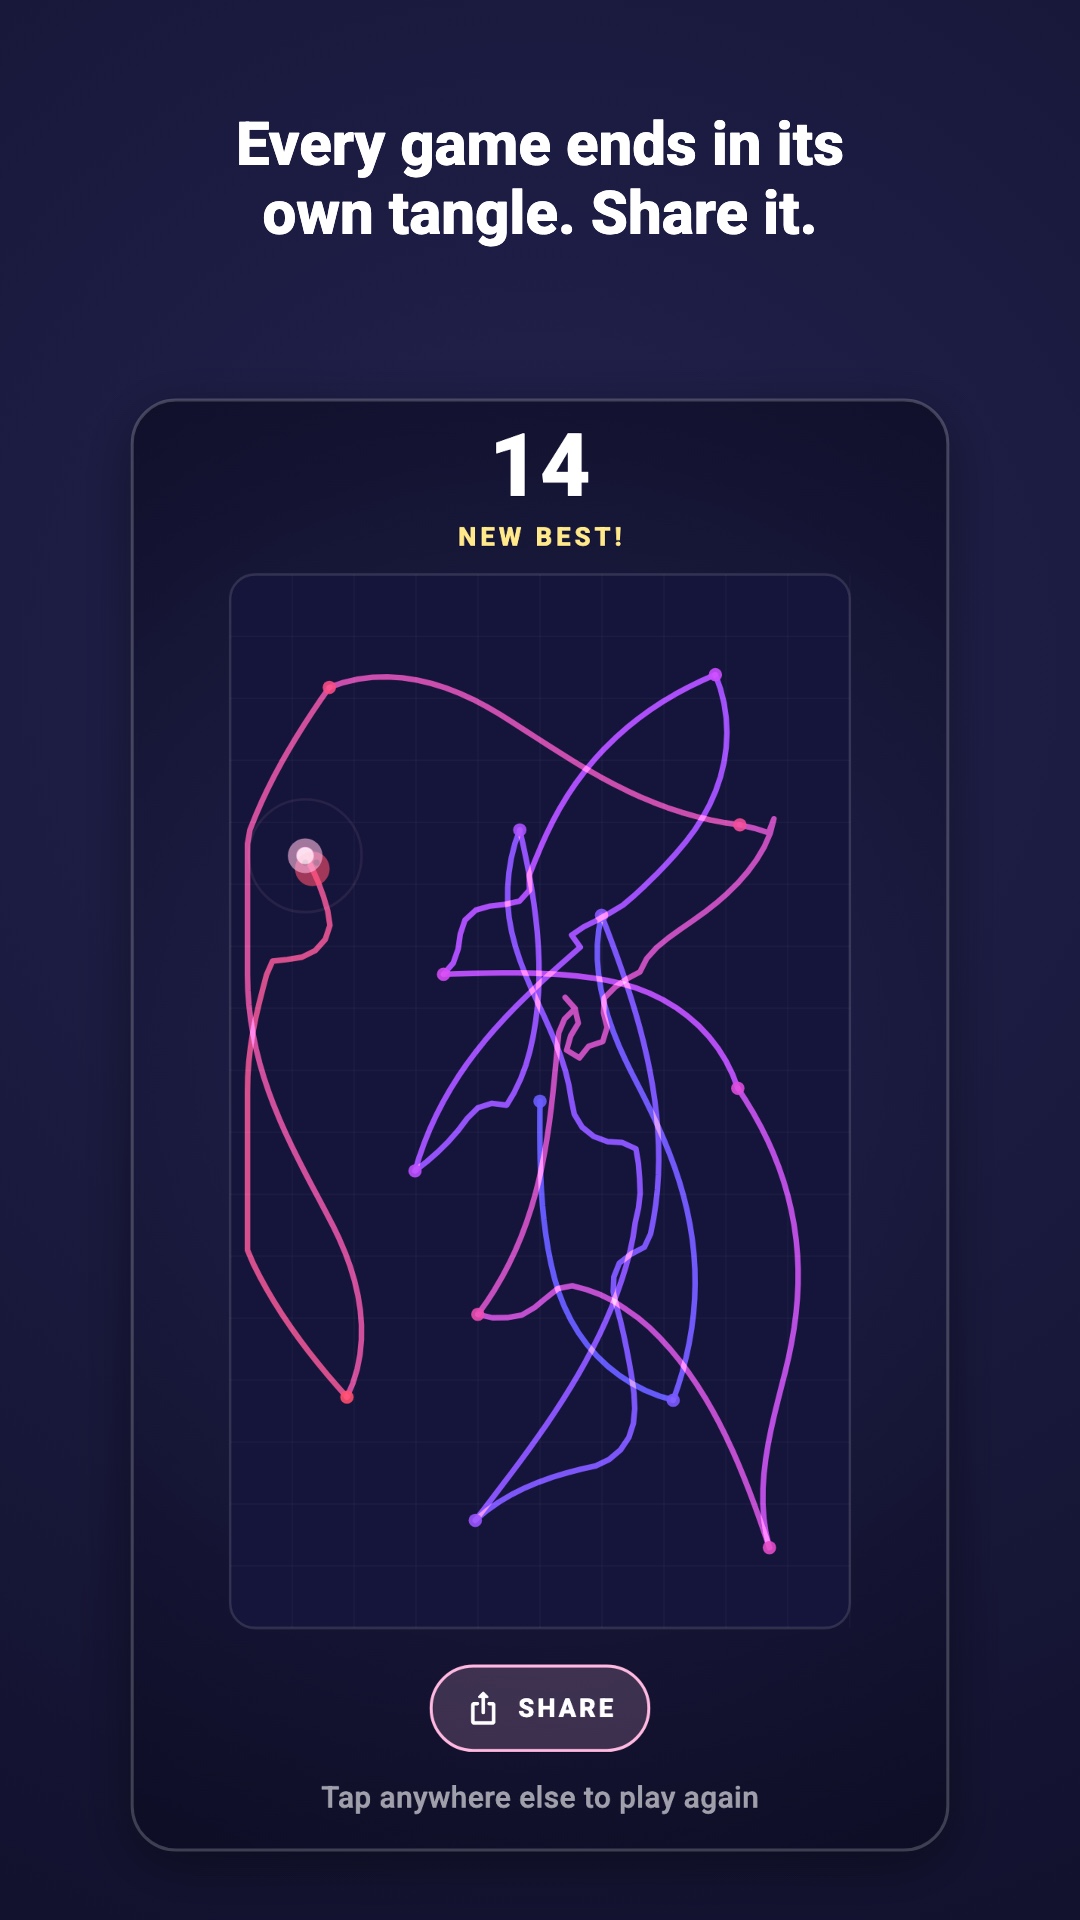 Every game ends in its
own tangle. Share it.
14
NEW BEST!
SHARE
Tap anywhere else to play again